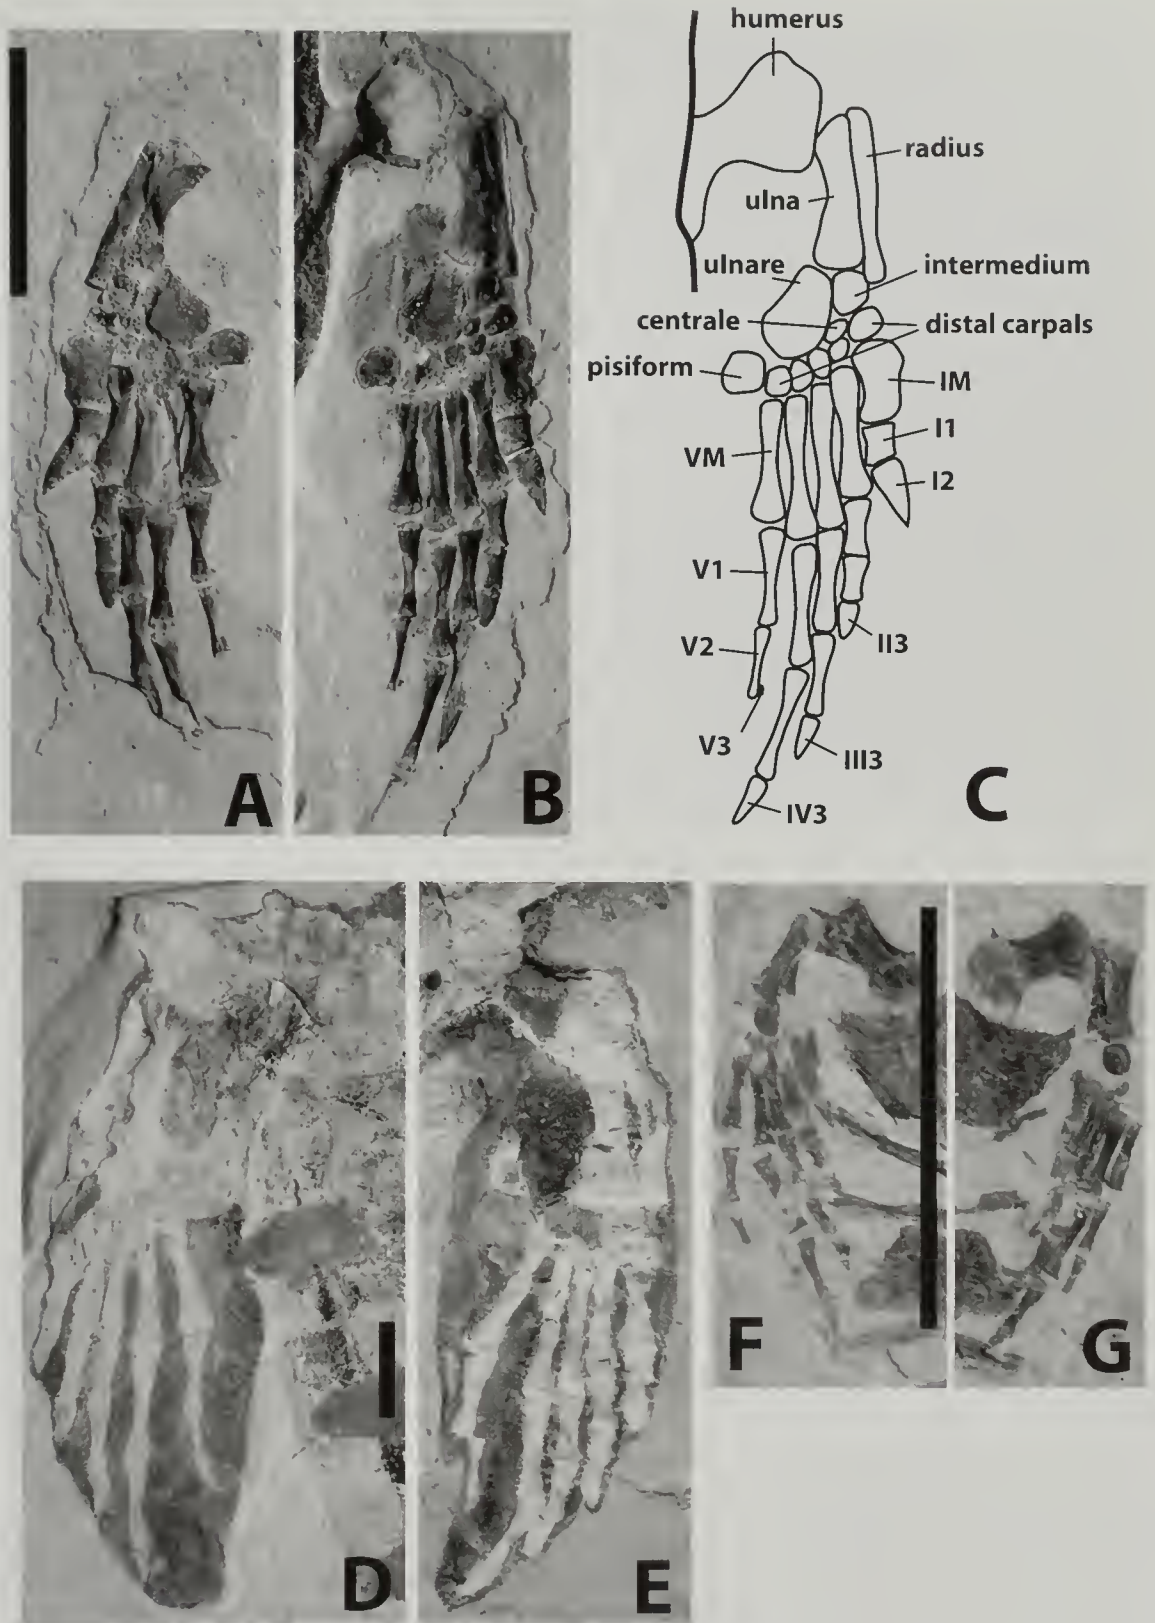 humerus
radius
ulna
ulnare
intermedium
centrale
distal carpals
pisiform
IM
I1
VM
I2
V1
V2
II3
V3
III3
IV3
A
B
C
D
E
F
G